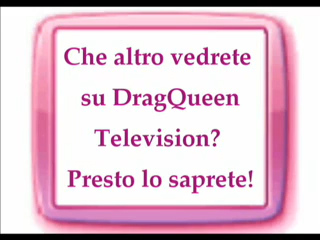 Che altro vedrete
su DragQueen
Television?
Presto lo saprete!